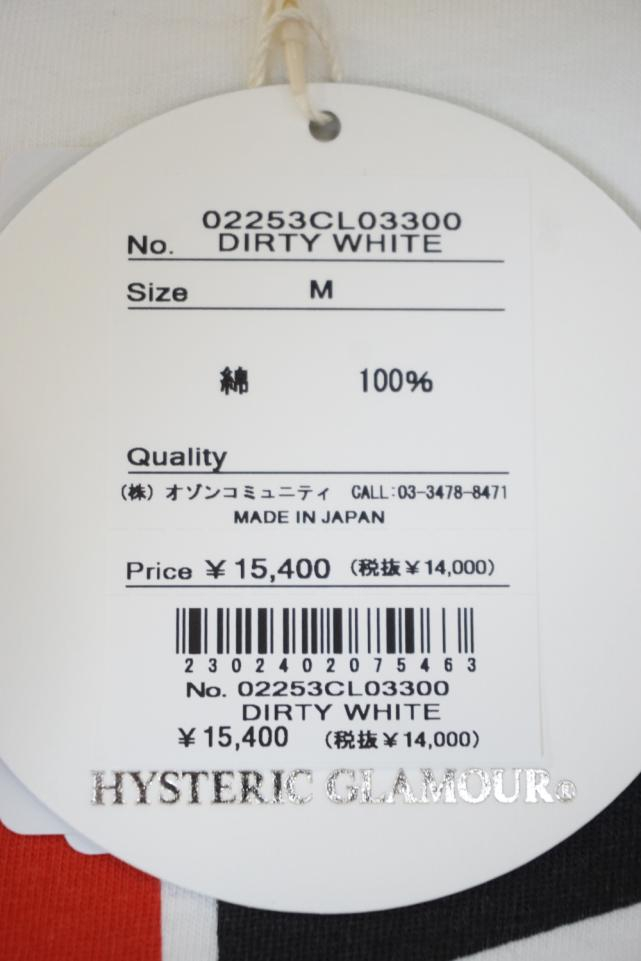 02253CL03300
No. DIRTY WHITE
Size M
綿 100%
Quality
(株) オゾンコミュニティ CALL:03-3478-8471
MADE IN JAPAN
Price ¥15,400 (税抜¥14,000)
2302402075463
No. 02253CL03300
DIRTY WHITE
¥15,400 (税抜¥14,000)
HYSTERIC GLAMOUR®